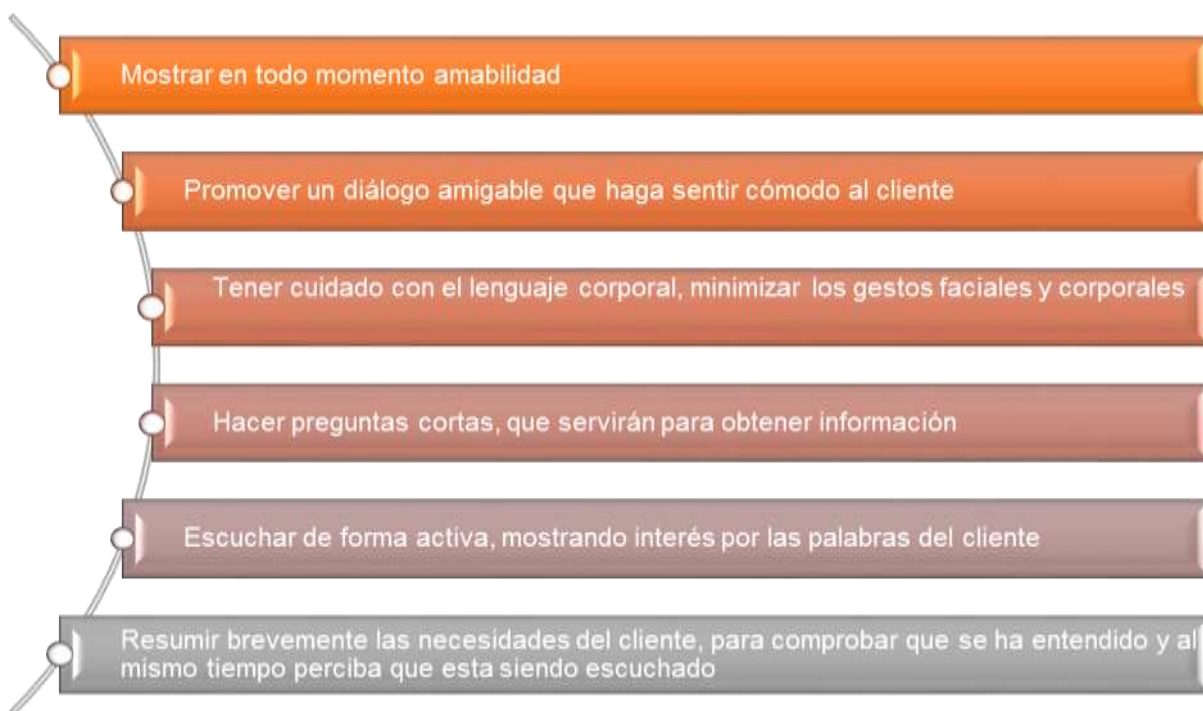 Mostrar en todo momento amabilidad
Promover un diálogo amigable que haga sentir cómodo al cliente
Tener cuidado con el lenguaje corporal, minimizar los gestos faciales y corporales
Hacer preguntas cortas, que servirán para obtener información
Escuchar de forma activa, mostrando interés por las palabras del cliente
Resumir brevemente las necesidades del cliente, para comprobar que se ha entendido y al
mismo tiempo perciba que esta siendo escuchado